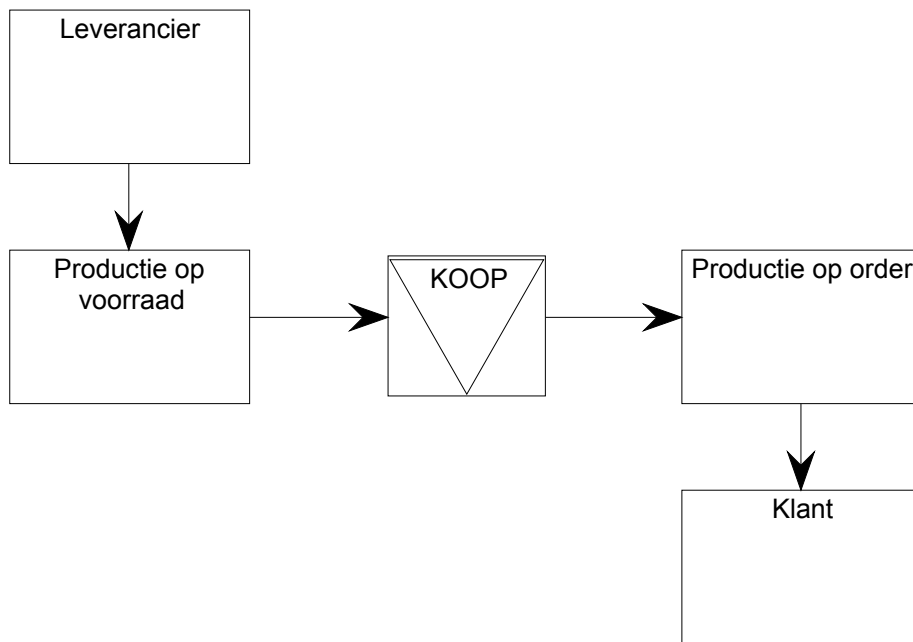 Leverancier
Productie op
voorraad
KOOP
Productie op order
Klant